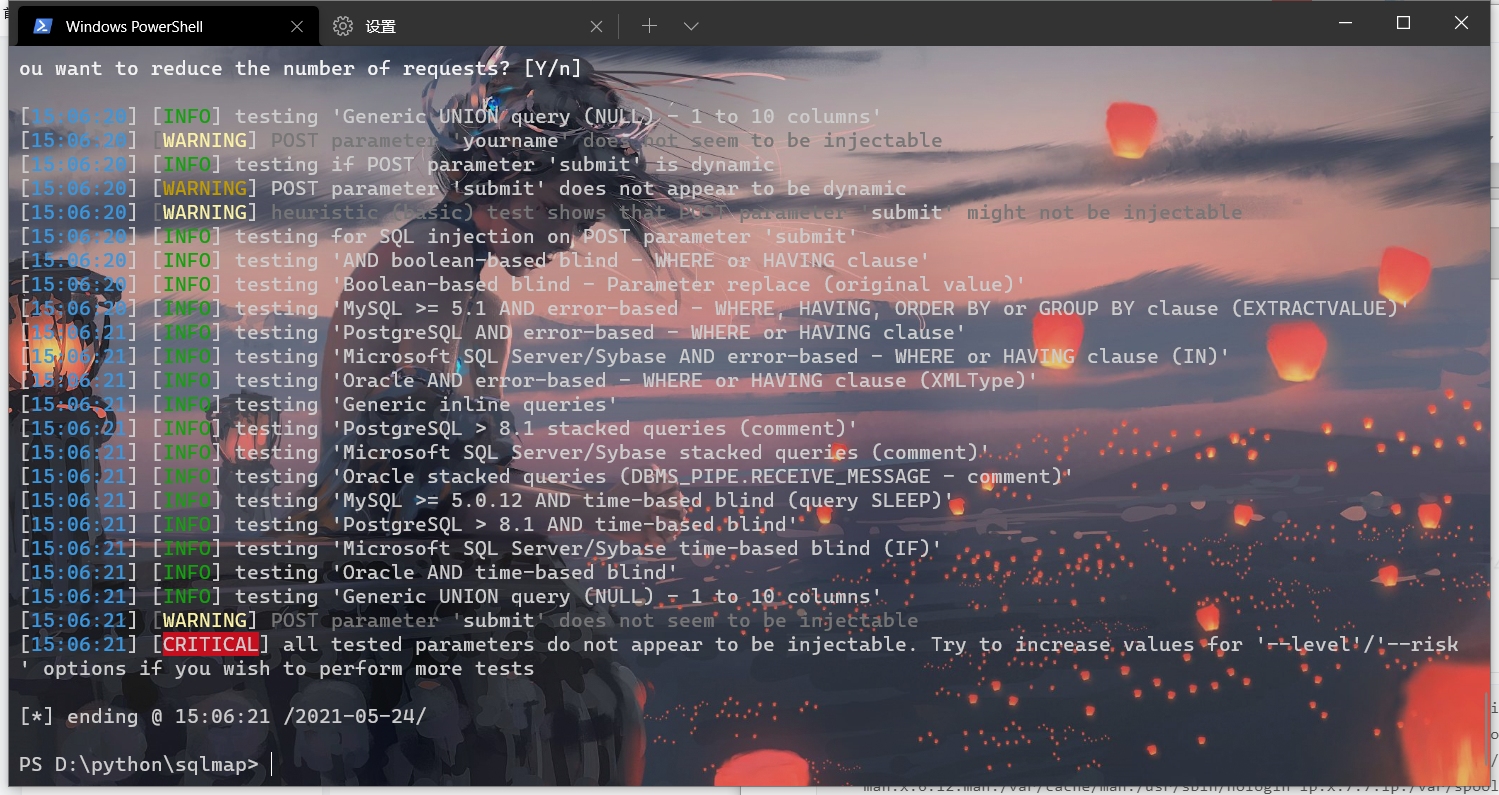 Windows PowerShell
设置
ou want to reduce the number of requests? [Y/n]
[15:06:20] [INFO] testing 'Generic UNION query (NULL) - 1 to 10 columns'
[15:06:20] [WARNING] POST parameter 'yourname' does not seem to be injectable
[15:06:20] [INFO] testing if POST parameter 'submit' is dynamic
[15:06:20] [WARNING] POST parameter 'submit' does not appear to be dynamic
[15:06:20] [WARNING] heuristic (basic) test shows that POST parameter 'submit' might not be injectable
[15:06:20] [INFO] testing for SQL injection on POST parameter 'submit'
[15:06:20] [INFO] testing 'AND boolean-based blind - WHERE or HAVING clause'
[15:06:20] [INFO] testing 'Boolean-based blind - Parameter replace (original value)'
[15:06:20] [INFO] testing 'MySQL >= 5.1 AND error-based - WHERE, HAVING, ORDER BY or GROUP BY clause (EXTRACTVALUE)'
[15:06:21] [INFO] testing 'PostgreSQL AND error-based - WHERE or HAVING clause'
[15:06:21] [INFO] testing 'Microsoft SQL Server/Sybase AND error-based - WHERE or HAVING clause (IN)'
[15:06:21] [INFO] testing 'Oracle AND error-based - WHERE or HAVING clause (XMLType)'
[15:06:21] [INFO] testing 'Generic inline queries'
[15:06:21] [INFO] testing 'PostgreSQL > 8.1 stacked queries (comment)'
[15:06:21] [INFO] testing 'Microsoft SQL Server/Sybase stacked queries (comment)'
[15:06:21] [INFO] testing 'Oracle stacked queries (DBMS_PIPE.RECEIVE_MESSAGE - comment)'
[15:06:21] [INFO] testing 'MySQL >= 5.0.12 AND time-based blind (query SLEEP)'
[15:06:21] [INFO] testing 'PostgreSQL > 8.1 AND time-based blind'
[15:06:21] [INFO] testing 'Microsoft SQL Server/Sybase time-based blind (IF)'
[15:06:21] [INFO] testing 'Oracle AND time-based blind'
[15:06:21] [INFO] testing 'Generic UNION query (NULL) - 1 to 10 columns'
[15:06:21] [WARNING] POST parameter 'submit' does not seem to be injectable
[15:06:21] [CRITICAL] all tested parameters do not appear to be injectable. Try to increase values for '--level'/'--risk
' options if you wish to perform more tests
[*] ending @ 15:06:21 /2021-05-24/
PS D:\python\sqlmap>